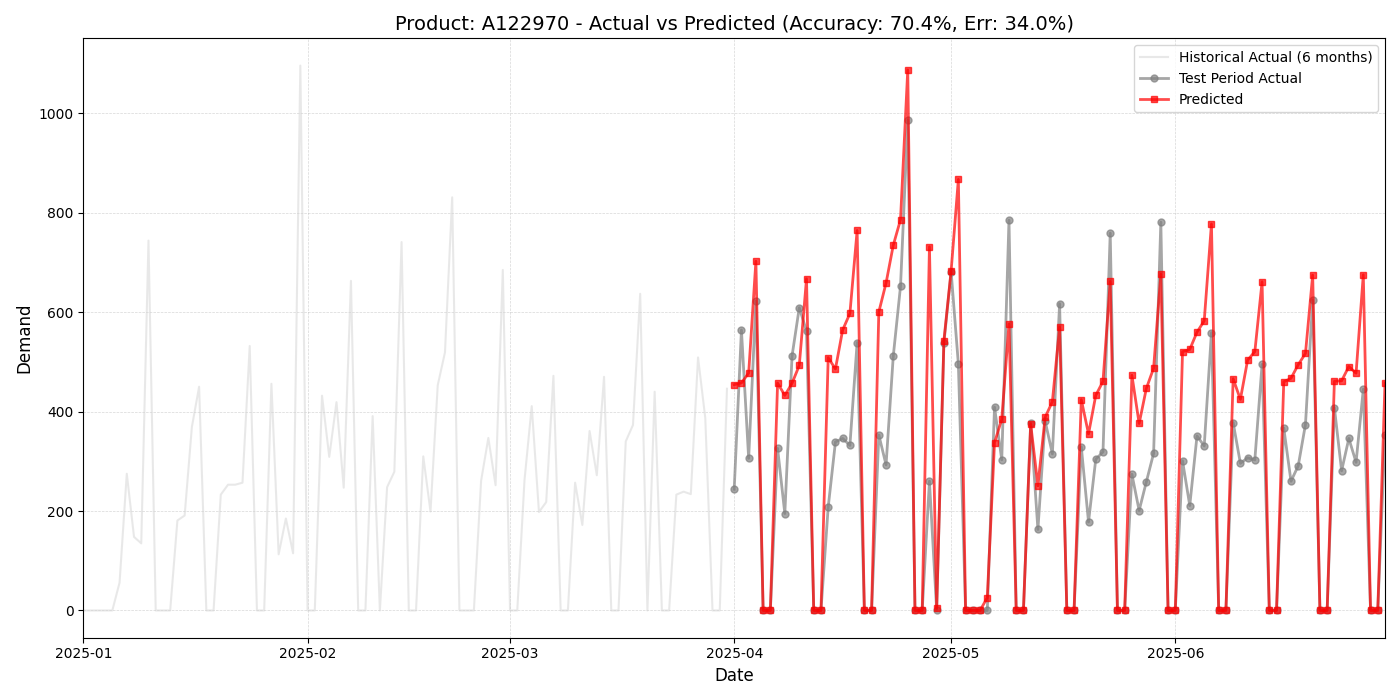 Product: A122970 - Actual vs Predicted (Accuracy: 70.4%, Err: 34.0%)
Historical Actual (6 months)
Test Period Actual
Predicted
Demand
1000
800
600
400
200
0
2025-01
2025-02
2025-03
2025-04
2025-05
2025-06
Date